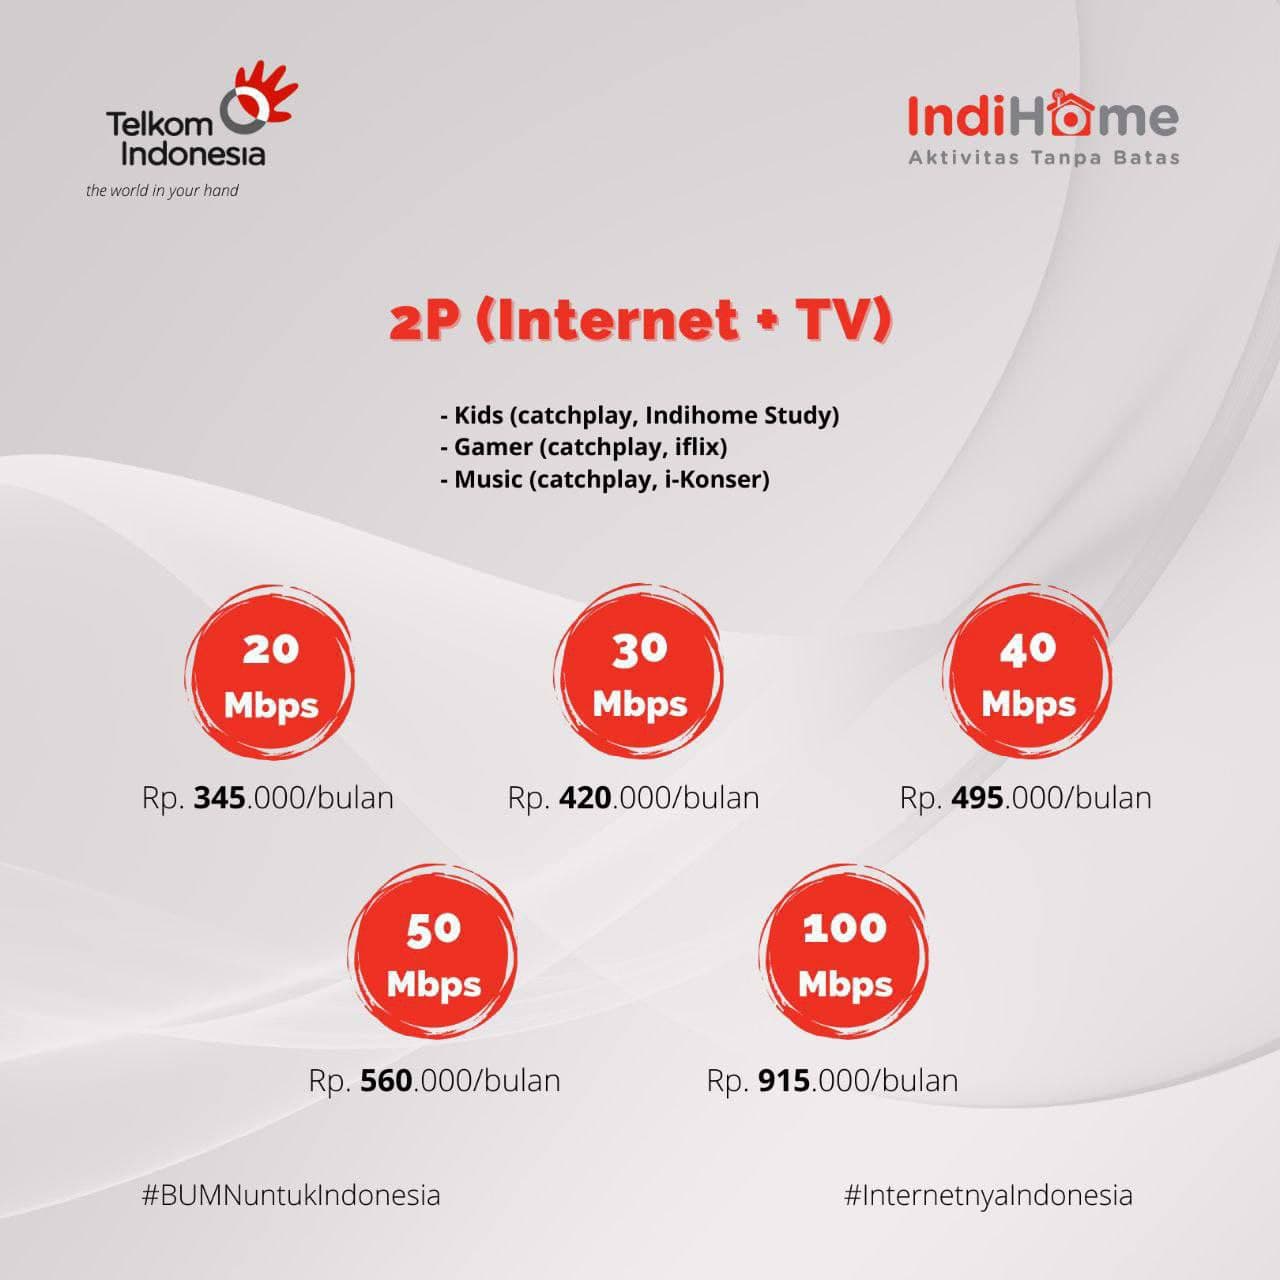 Telkom
Indonesia
the world in your hand
IndiHome
Aktivitas Tanpa Batas
2P (Internet + TV)
- Kids (catchplay, Indihome Study)
- Gamer (catchplay, iflix)
- Music (catchplay, i-Konser)
20
Mbps
Rp. 345.000/bulan
30
Mbps
Rp. 420.000/bulan
40
Mbps
Rp. 495.000/bulan
50
Mbps
Rp. 560.000/bulan
100
Mbps
Rp. 915.000/bulan
#BUMNuntukIndonesia
#InternetnyaIndonesia